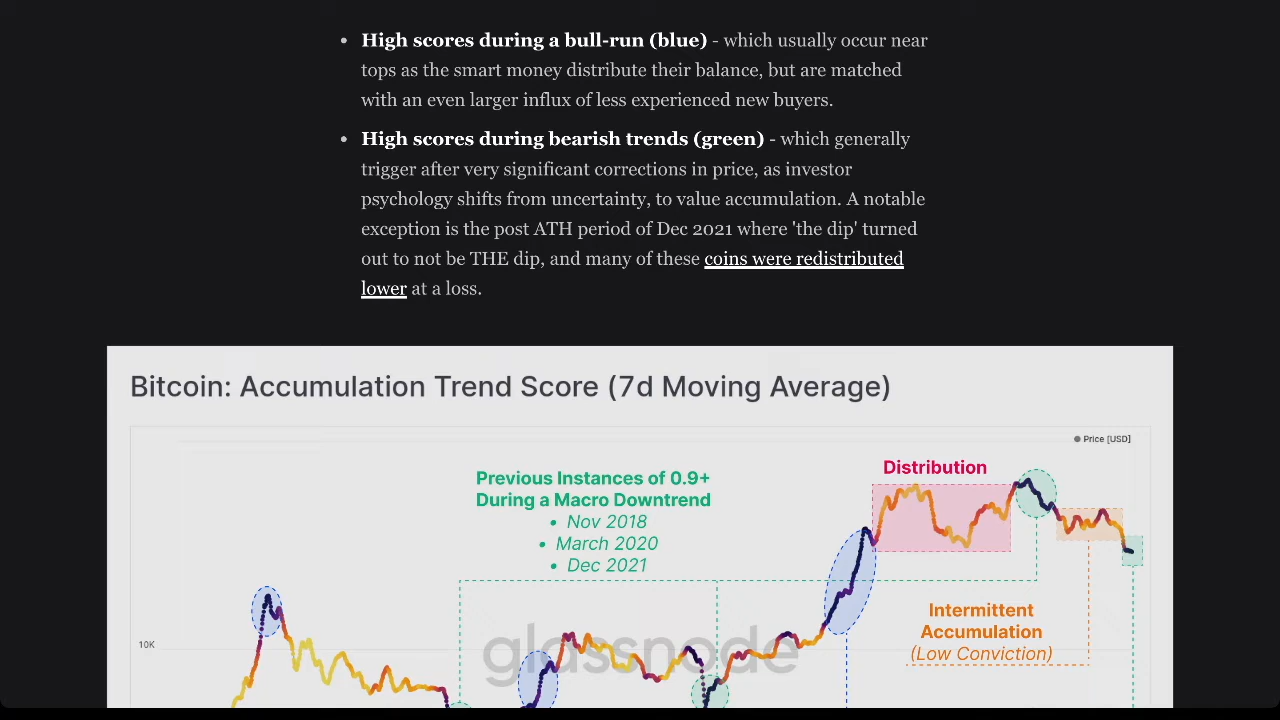 • High scores during a bull-run (blue) - which usually occur near
tops as the smart money distribute their balance, but are matched
with an even larger influx of less experienced new buyers.
• High scores during bearish trends (green) - which generally
trigger after very significant corrections in price, as investor
psychology shifts from uncertainty, to value accumulation. A notable
exception is the post ATH period of Dec 2021 where 'the dip' turned
out to not be THE dip, and many of these coins were redistributed
lower at a loss.
Bitcoin: Accumulation Trend Score (7d Moving Average)
Price [USD]
Distribution
Previous Instances of 0.9+
During a Macro Downtrend
• Nov 2018
• March 2020
• Dec 2021
Intermittent
Accumulation
(Low Conviction)
10K
glassnode